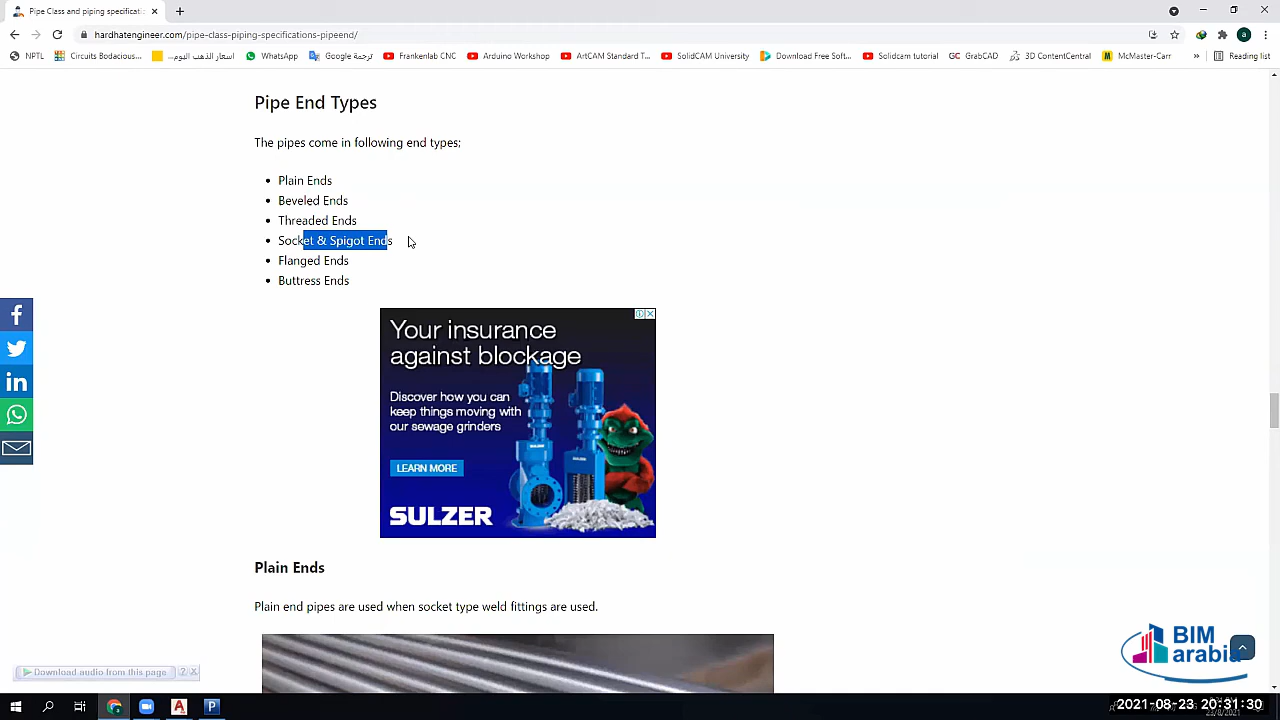 Pipe Class and piping specificatio
hardhatengineer.com/pipe-class-piping-specifications-pipeend/
NPTL
Circuits Bodacious...
اسعار الذهب اليوم...
WhatsApp
ترجمة Google
Frankenlab CNC
Arduino Workshop
ArtCAM Standard T...
SolidCAM University
Download Free Soft...
Solidcam tutorial
GC GrabCAD
3D ContentCentral
M McMaster-Carr
»
Reading list
Pipe End Types
The pipes come in following end types;
• Plain Ends
• Beveled Ends
• Threaded Ends
• Socket & Spigot Ends
• Flanged Ends
• Buttress Ends
Your insurance
against blockage
Discover how you can
keep things moving with
our sewage grinders
LEARN MORE
SULZER
Plain Ends
Plain end pipes are used when socket type weld fittings are used.
BIM
arabia
Download audio from this page
? x
2021-08-23 20:31:30